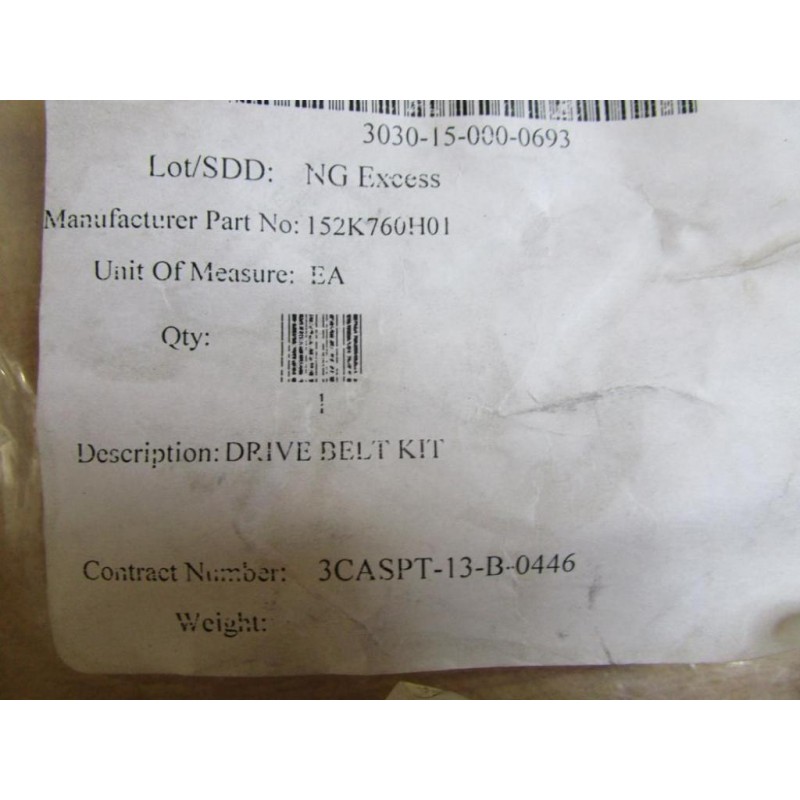 3030-15-000-0693
Lot/SDD: NG Excess
Manufacturer Part No: 152K760H01
Unit Of Measure: EA
Qty:
1
Description: DRIVE BELT KIT
Contract Number: 3CASPT-13-B-0446
Weight: